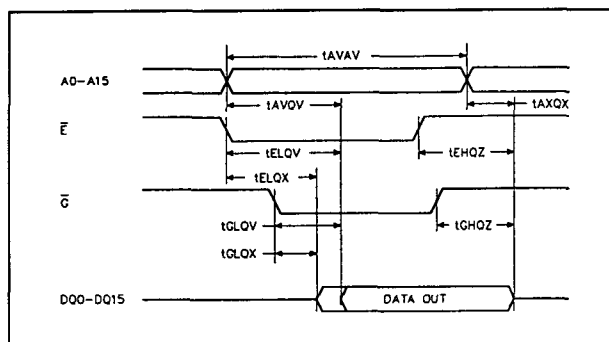 tAVAV
A0-A15
tAVQV
tAXQX
E
tELQV
tEHQZ
tELQX
G
tGLQV
tGHQZ
tGLQX
DQ0-DQ15
DATA OUT